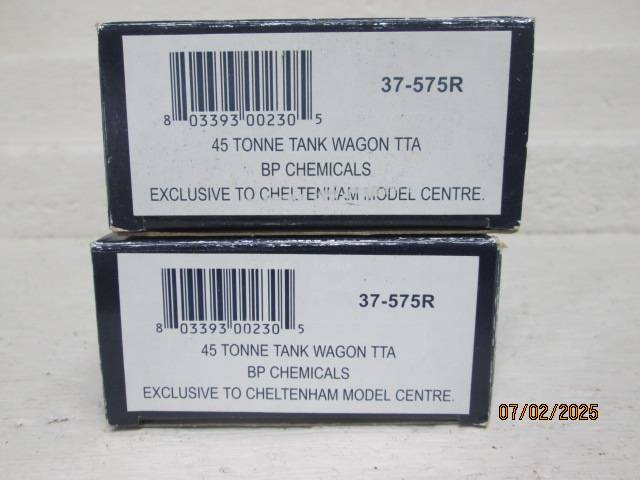 37-575R
8 03393 00230 5
45 TONNE TANK WAGON TTA
BP CHEMICALS
EXCLUSIVE TO CHELTENHAM MODEL CENTRE.
37-575R
8 03393 00230 5
45 TONNE TANK WAGON TTA
BP CHEMICALS
EXCLUSIVE TO CHELTENHAM MODEL CENTRE.
07/02/2025